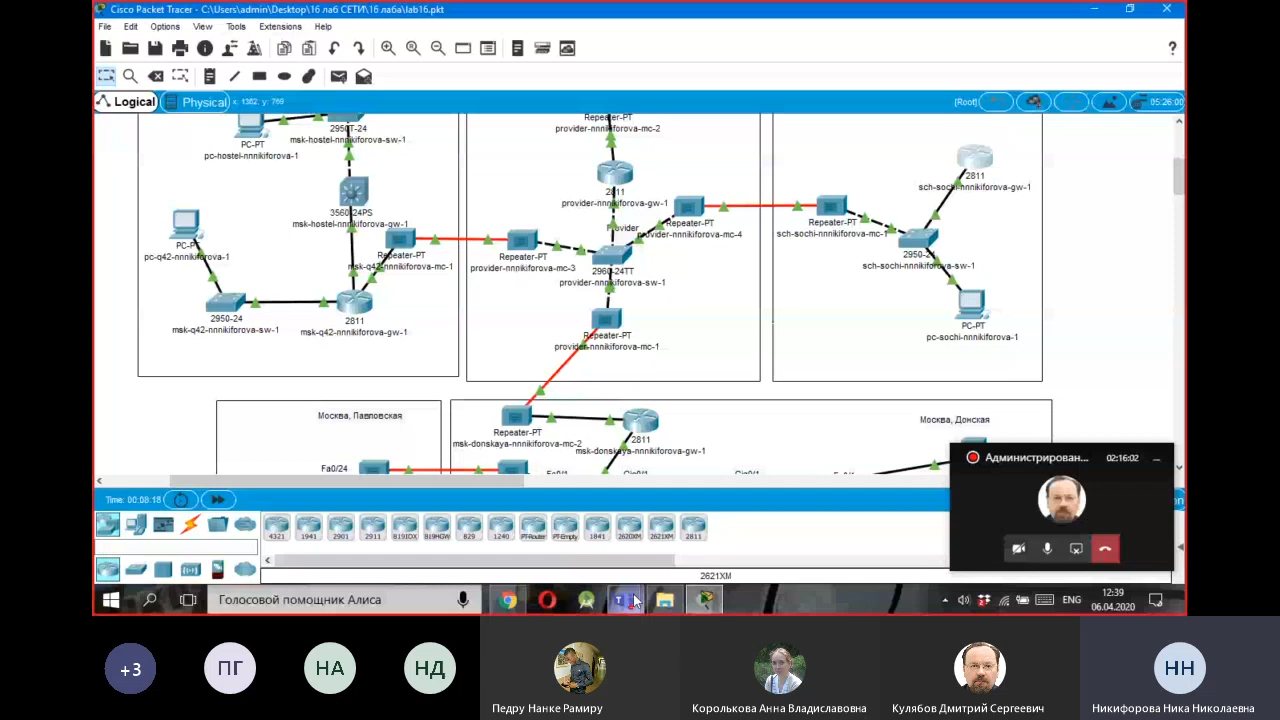 Cisco Packet Tracer - C:\Users\admin\Desktop\16 лаб СЕТИ\16 лаба\lab16.pkt
File Edit Options View Tools Extensions Help
?
Logical Physical x: 1382, y: 769 [Root] 05:26:00
2950T-24
msk-hostel-nnnikiforova-sw-1
PC-PT
pc-hostel-nnnikiforova-1
3560-24PS
msk-hostel-nnnikiforova-gw-1
PC-PT
pc-q42-nnnikiforova-1
Repeater-PT
msk-q42-nnnikiforova-mc-1
2950-24
msk-q42-nnnikiforova-sw-1
2811
msk-q42-nnnikiforova-gw-1
Repeater-PT
provider-nnnikiforova-mc-2
2811
provider-nnnikiforova-gw-1
Provider
Repeater-PT
provider-nnnikiforova-mc-4
Repeater-PT
provider-nnnikiforova-mc-3
2960-24TT
provider-nnnikiforova-sw-1
Repeater-PT
provider-nnnikiforova-mc-1
2811
sch-sochi-nnnikiforova-gw-1
Repeater-PT
sch-sochi-nnnikiforova-mc-1
2950-24
sch-sochi-nnnikiforova-sw-1
PC-PT
pc-sochi-nnnikiforova-1
Москва, Павловская
Fa0/24
Repeater-PT
msk-donskaya-nnnikiforova-mc-2
2811
msk-donskaya-nnnikiforova-gw-1
Москва, Донская
Администрирован... 02:16:02
Time: 00:08:18
4321 1941 2901 2911 819IOX 819HGW 829 1240 PT-Router PT-Empty 1841 2620XM 2621XM 2811
2621XM
Голосовой помощник Алиса
ENG
12:39
06.04.2020
+3
ПГ
НА
НД
НН
Педру Нанке Рамиру
Королькова Анна Владиславовна
Кулябов Дмитрий Сергеевич
Никифорова Ника Николаевна